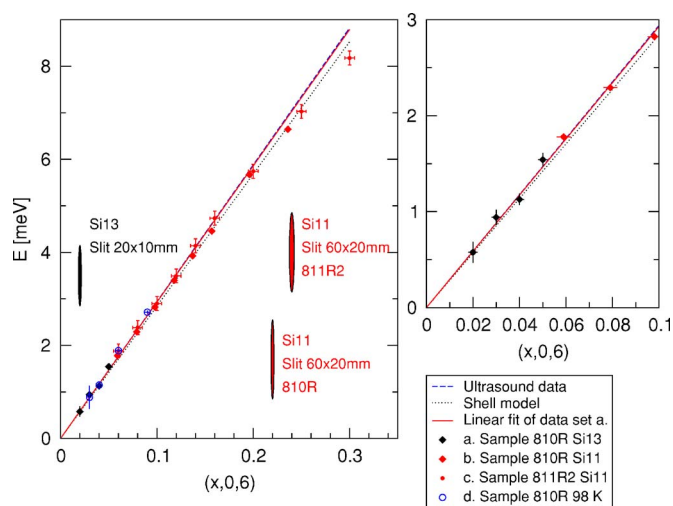 8
6
4
2
0
E [meV]
0
0.1
0.2
0.3
(x,0,6)
Si13
Slit 20x10mm
Si11
Slit 60x20mm
811R2
Si11
Slit 60x20mm
810R
3
2
1
0
0
0.02
0.04
0.06
0.08
0.1
(x,0,6)
Ultrasound data
Shell model
Linear fit of data set a.
a. Sample 810R Si13
b. Sample 810R Si11
c. Sample 811R2 Si11
d. Sample 810R 98 K